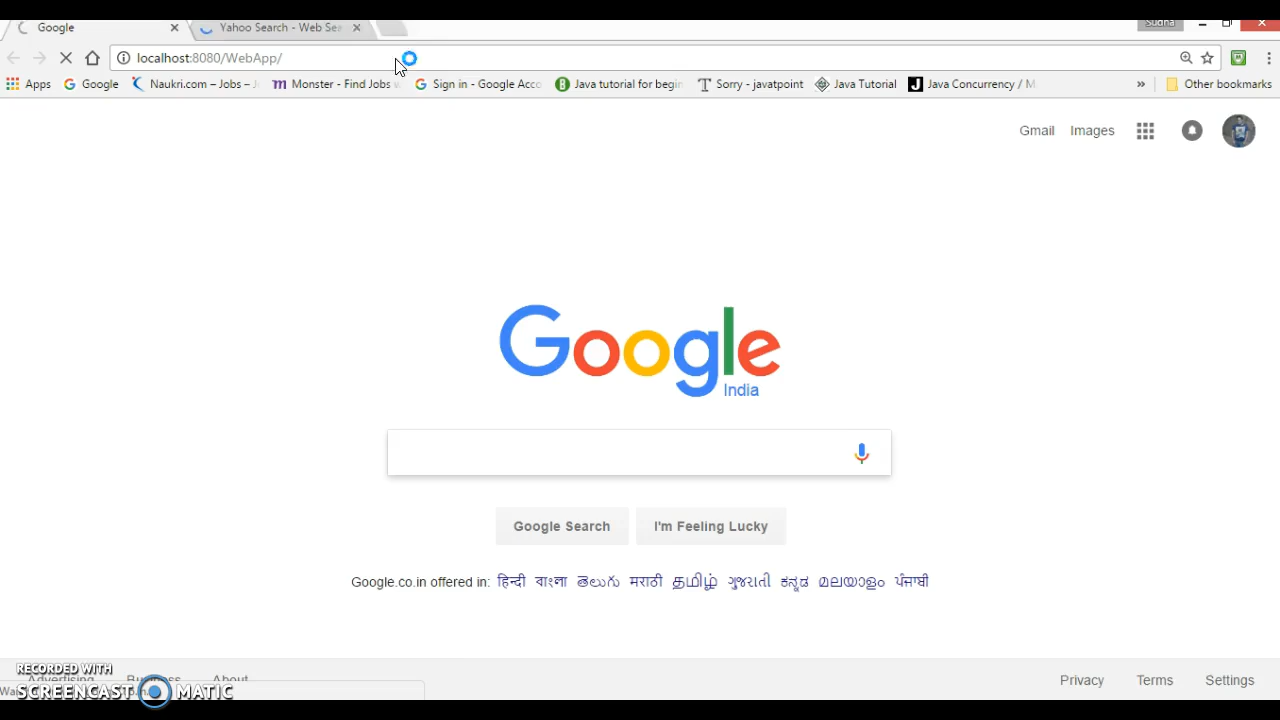 Google
Yahoo Search - Web Sea
Sudha
localhost:8080/WebApp/
Apps Google Naukri.com – Jobs – J Monster - Find Jobs w Sign in - Google Acco Java tutorial for begin Sorry - javatpoint Java Tutorial Java Concurrency / M » Other bookmarks
Gmail Images
Google
India
Google Search I'm Feeling Lucky
Google.co.in offered in: हिन्दी বাংলা తెలుగు मराठी தமிழ் ગુજરાતી ಕನ್ನಡ മലയാളം ਪੰਜਾਬੀ
RECORDED WITH
Advertising Business About
Privacy Terms Settings
SCREENCAST MATIC